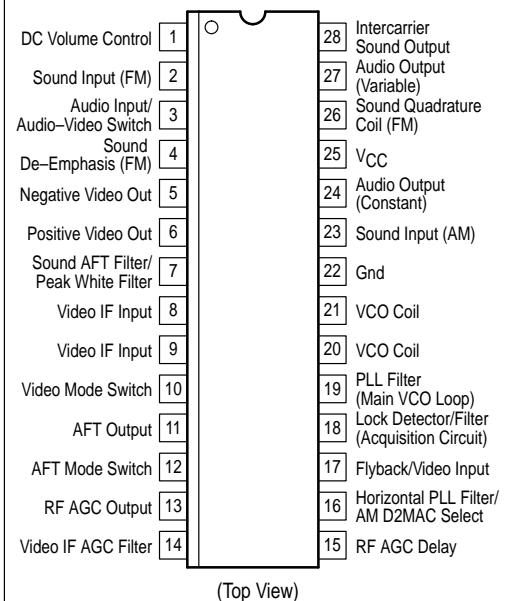 DC Volume Control 1
Sound Input (FM) 2
Audio Input/
Audio–Video Switch 3
Sound
De–Emphasis (FM) 4
Negative Video Out 5
Positive Video Out 6
Sound AFT Filter/
Peak White Filter 7
Video IF Input 8
Video IF Input 9
Video Mode Switch 10
AFT Output 11
AFT Mode Switch 12
RF AGC Output 13
Video IF AGC Filter 14
28 Intercarrier
Sound Output
27 Audio Output
(Variable)
26 Sound Quadrature
Coil (FM)
25 VCC
24 Audio Output
(Constant)
23 Sound Input (AM)
22 Gnd
21 VCO Coil
20 VCO Coil
19 PLL Filter
(Main VCO Loop)
18 Lock Detector/Filter
(Acquisition Circuit)
17 Flyback/Video Input
16 Horizontal PLL Filter/
AM D2MAC Select
15 RF AGC Delay
(Top View)